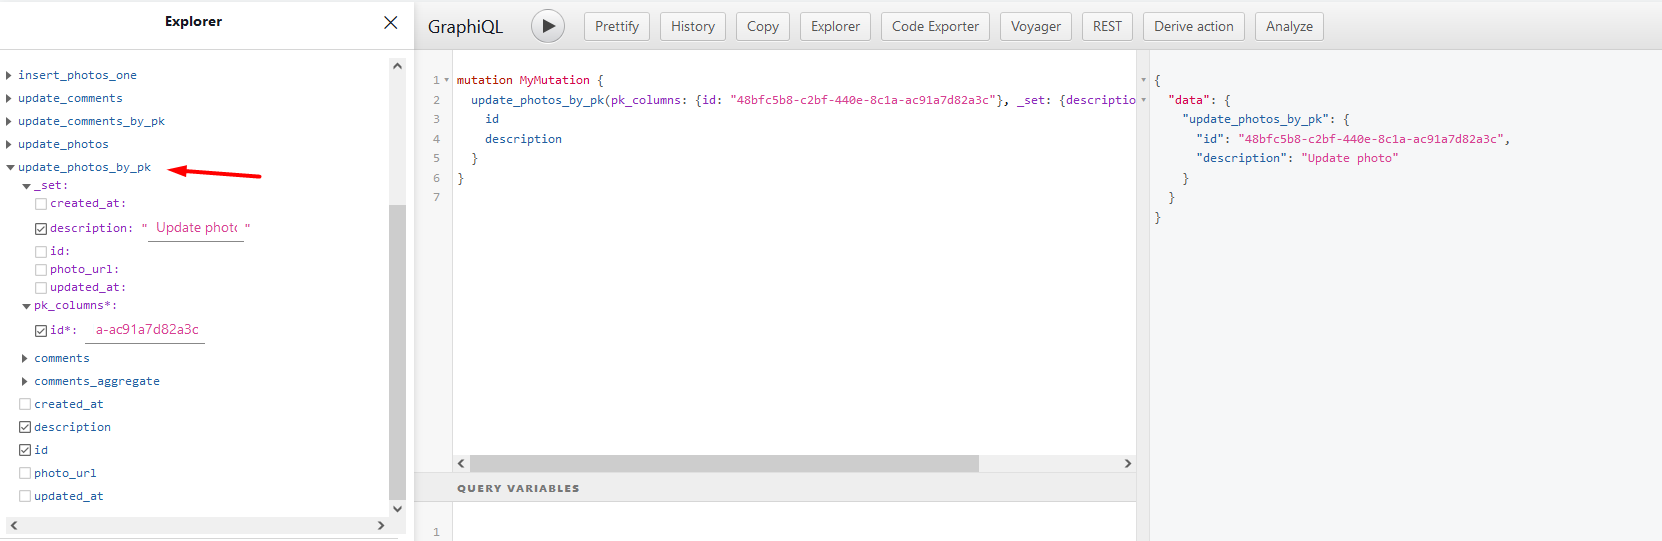 Explorer
insert_photos_one
update_comments
update_comments_by_pk
update_photos
update_photos_by_pk
_set:
created_at:
description: " Update photo "
id:
photo_url:
updated_at:
pk_columns*:
id*: a-ac91a7d82a3c
comments
comments_aggregate
created_at
description
id
photo_url
updated_at
GraphiQL
Prettify
History
Copy
Explorer
Code Exporter
Voyager
REST
Derive action
Analyze
1 mutation MyMutation {
2 update_photos_by_pk(pk_columns: {id: "48bfc5b8-c2bf-440e-8c1a-ac91a7d82a3c"}, _set: {descriptio
3 id
4 description
5 }
6 }
7
QUERY VARIABLES
1
{
"data": {
"update_photos_by_pk": {
"id": "48bfc5b8-c2bf-440e-8c1a-ac91a7d82a3c",
"description": "Update photo"
}
}
}